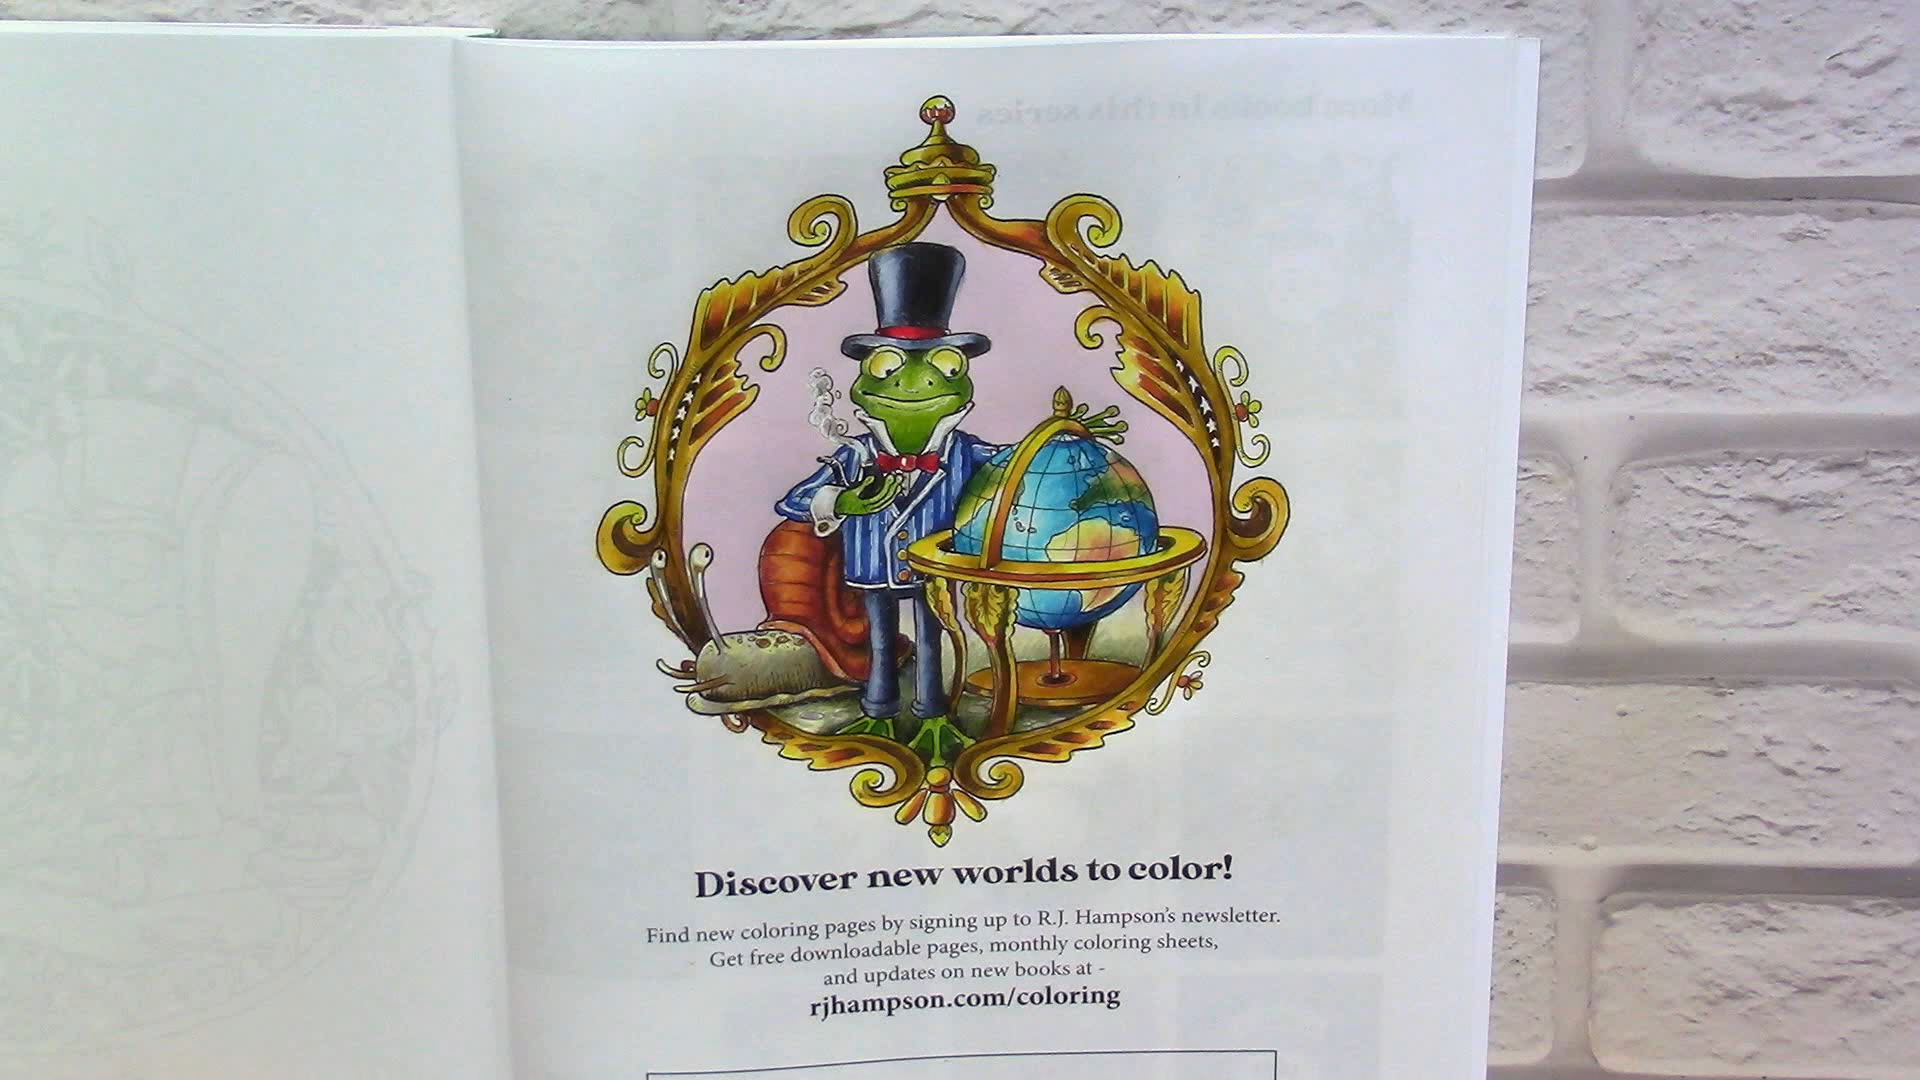 Discover new worlds to color!
Find new coloring pages by signing up to R.J. Hampson's newsletter.
Get free downloadable pages, monthly coloring sheets,
and updates on new books at -
rjhampson.com/coloring